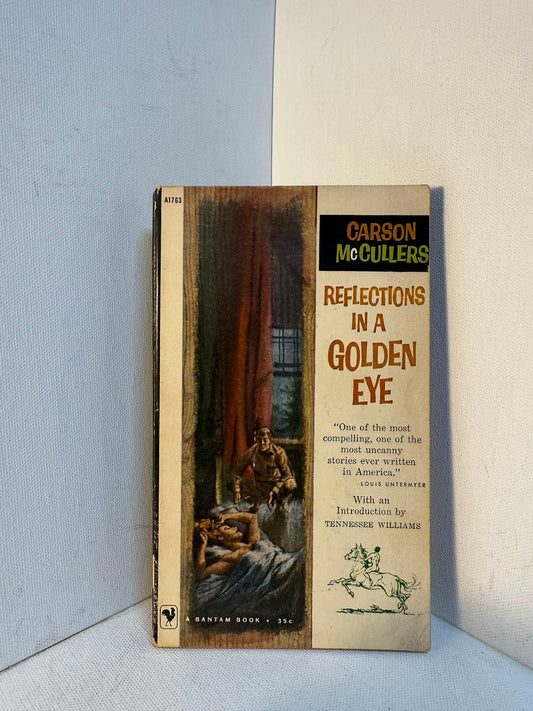 A1763
CARSON
McCULLERS
REFLECTIONS
IN A
GOLDEN
EYE
"One of the most
compelling, one of the
most uncanny
stories ever written
in America."
LOUIS UNTERMYER
With an
Introduction by
TENNESSEE WILLIAMS
A BANTAM BOOK • 35c